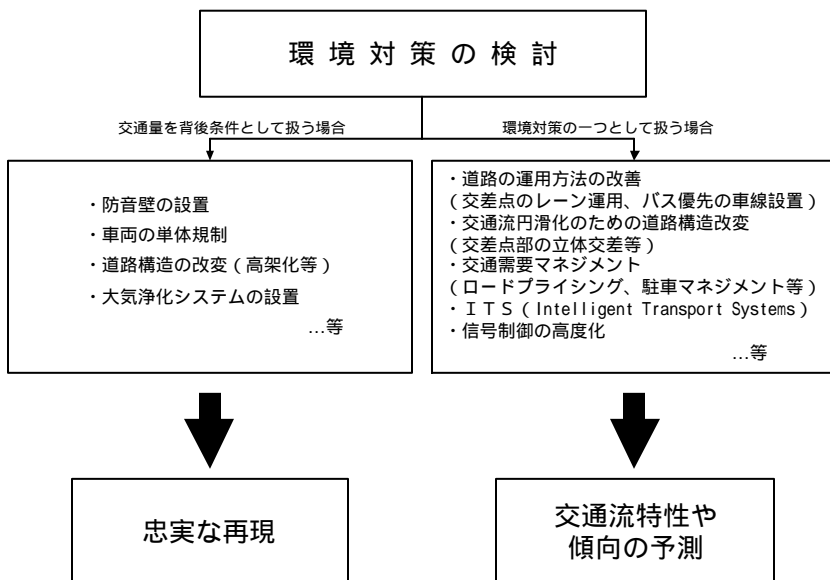 環境対策の検討
交通量を背後条件として扱う場合
環境対策の一つとして扱う場合
・防音壁の設置
・車両の単体規制
・道路構造の改変(高架化等)
・大気浄化システムの設置
…等
・道路の運用方法の改善
(交差点のレーン運用、バス優先の車線設置)
・交通流円滑化のための道路構造改変
(交差点部の立体交差等)
・交通需要マネジメント
(ロードプライシング、駐車マネジメント等)
・ITS(Intelligent Transport Systems)
・信号制御の高度化
…等
忠実な再現
交通流特性や
傾向の予測